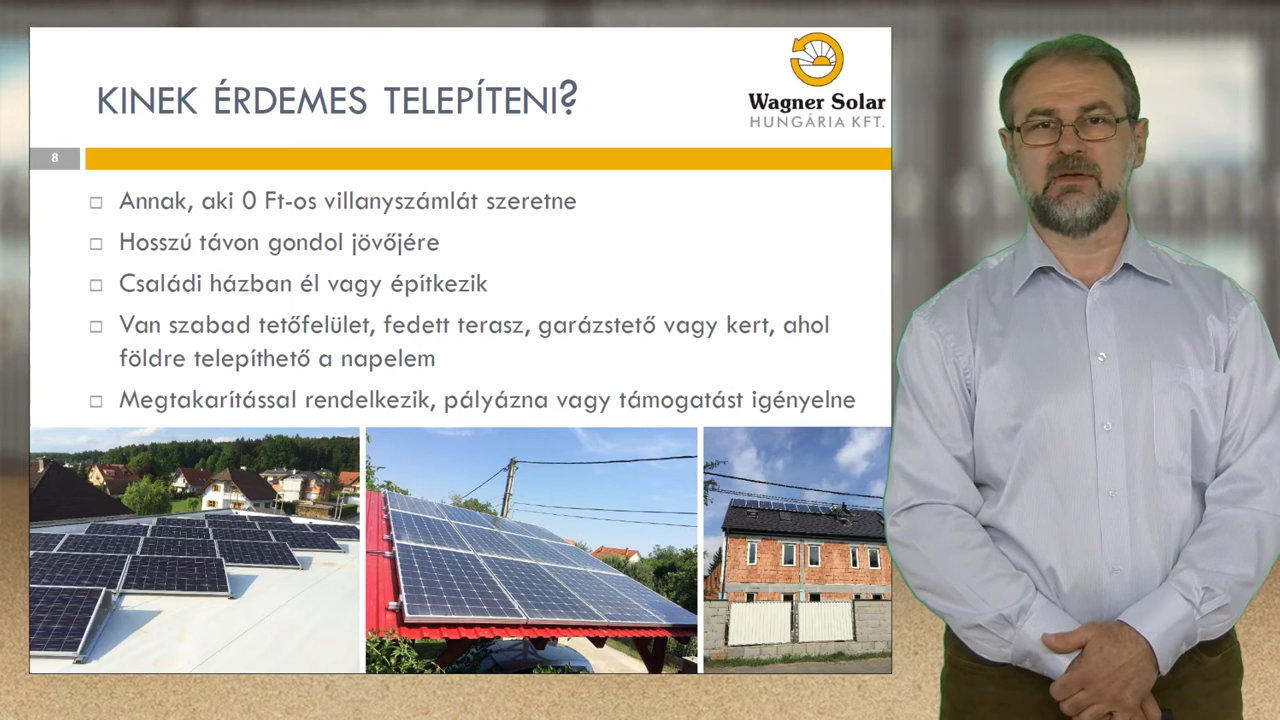 KINEK ÉRDEMES TELEPÍTENI?
Wagner Solar
HUNGÁRIA KFT.
8
Annak, aki 0 Ft-os villanyszámlát szeretne
Hosszú távon gondol jövőjére
Családi házban él vagy építkezik
Van szabad tetőfelület, fedett terasz, garázstető vagy kert, ahol
földre telepíthető a napelem
Megtakarítással rendelkezik, pályázna vagy támogatást igényelne